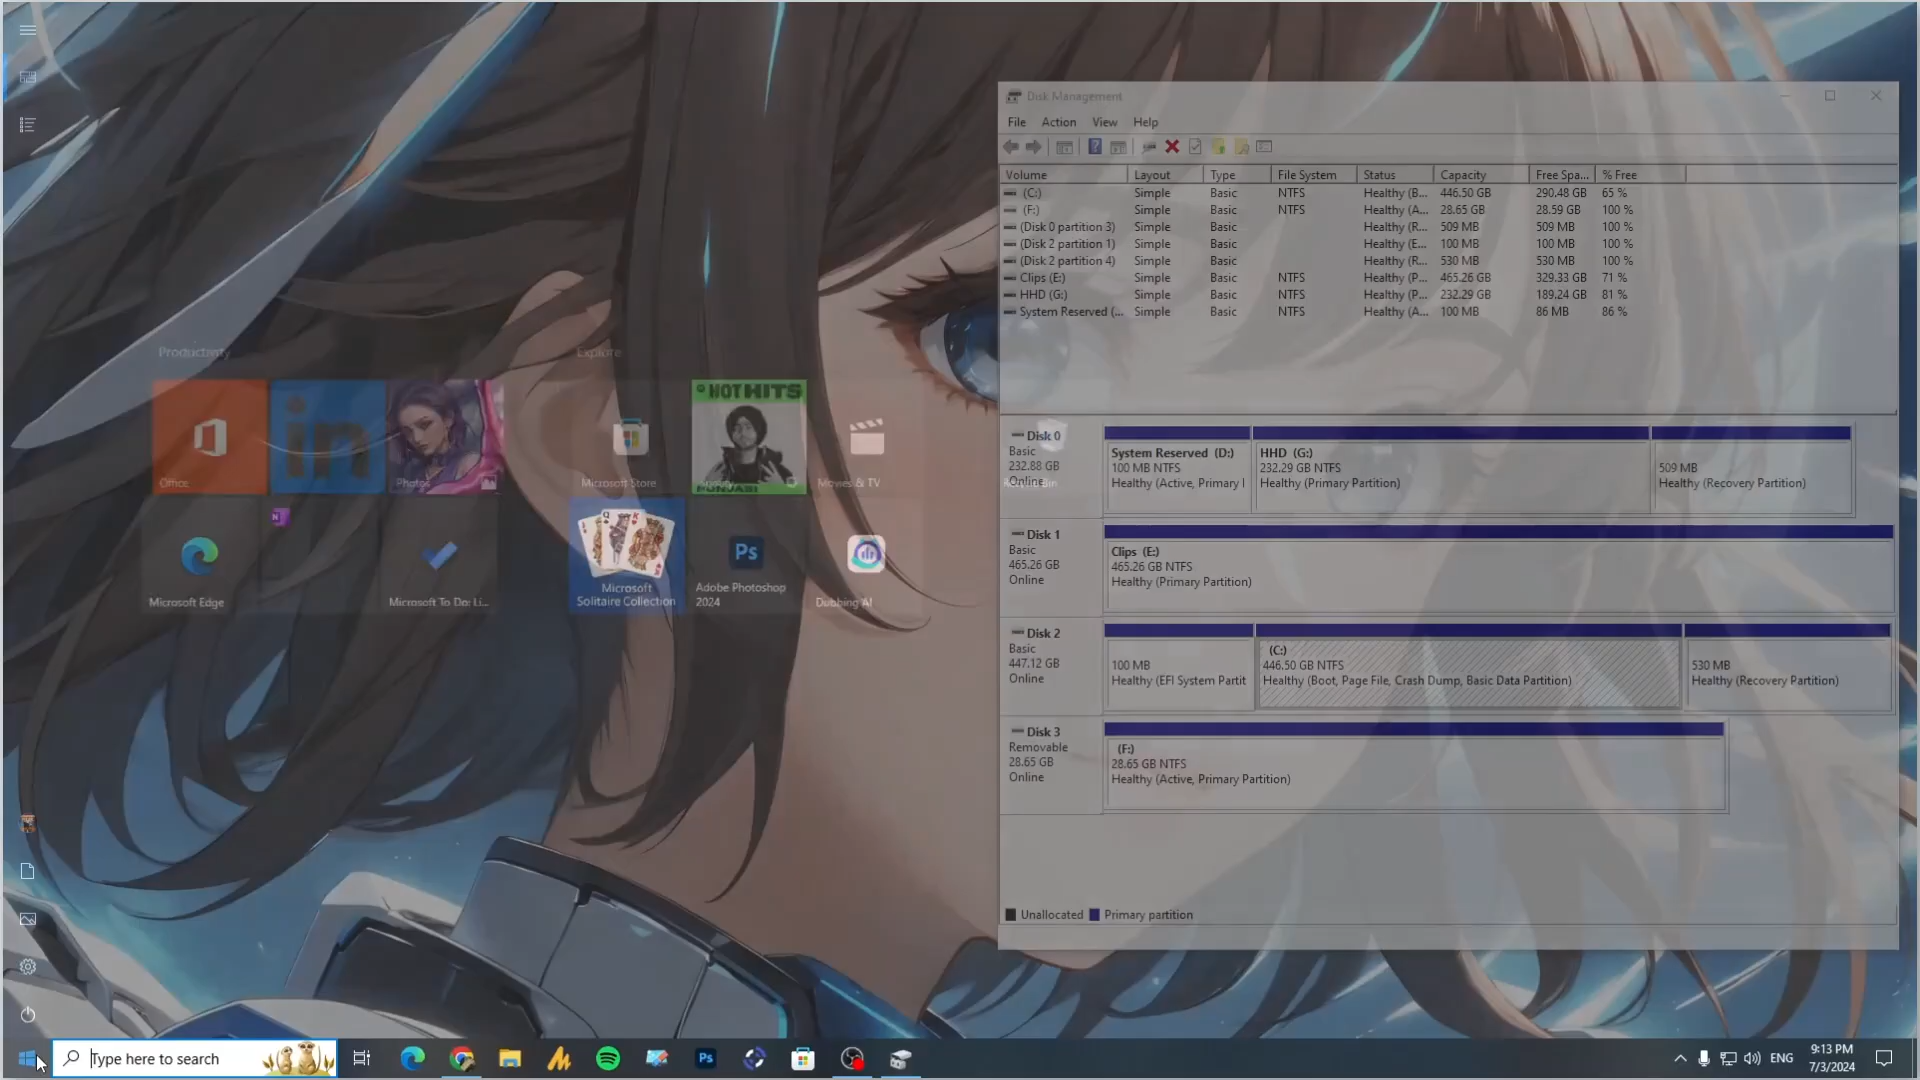 Disk Management
File Action View Help
Volume Layout Type File System Status Capacity Free Spa... % Free
(C:) Simple Basic NTFS Healthy (B... 446.50 GB 290.48 GB 65 %
(F:) Simple Basic NTFS Healthy (A... 28.65 GB 28.59 GB 100 %
(Disk 0 partition 3) Simple Basic Healthy (R... 509 MB 509 MB 100 %
(Disk 2 partition 1) Simple Basic Healthy (E... 100 MB 100 MB 100 %
(Disk 2 partition 4) Simple Basic Healthy (R... 530 MB 530 MB 100 %
Clips (E:) Simple Basic NTFS Healthy (P... 465.26 GB 329.33 GB 71 %
HHD (G:) Simple Basic NTFS Healthy (P... 232.29 GB 189.24 GB 81 %
System Reserved (... Simple Basic NTFS Healthy (A... 100 MB 86 MB 86 %
Disk 0
Basic
232.88 GB
Online
System Reserved (D:)
100 MB NTFS
Healthy (Active, Primary I
HHD (G:)
232.29 GB NTFS
Healthy (Primary Partition)
509 MB
Healthy (Recovery Partition)
Disk 1
Basic
465.26 GB
Online
Clips (E:)
465.26 GB NTFS
Healthy (Primary Partition)
Disk 2
Basic
447.12 GB
Online
100 MB
Healthy (EFI System Partit
(C:)
446.50 GB NTFS
Healthy (Boot, Page File, Crash Dump, Basic Data Partition)
530 MB
Healthy (Recovery Partition)
Disk 3
Removable
28.65 GB
Online
(F:)
28.65 GB NTFS
Healthy (Active, Primary Partition)
Unallocated Primary partition
Productivity
Explore
Office
in
Photos
Microsoft Store
HOT HITS
PUNJABI
Movies & TV
Microsoft Edge
N
Microsoft To Do: Li...
Q K
Microsoft
Solitaire Collection
Ps
Adobe Photoshop
2024
Dubbing AI
Type here to search
Ps
ENG
9:13 PM
7/3/2024